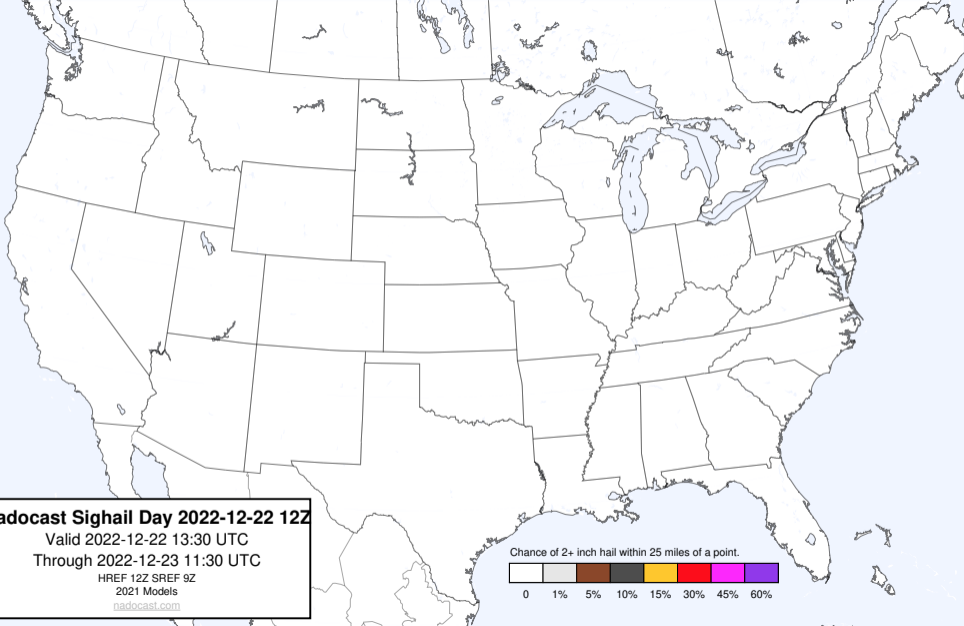 adocast Sighail Day 2022-12-22 12Z
Valid 2022-12-22 13:30 UTC
Through 2022-12-23 11:30 UTC
HREF 12Z SREF 9Z
2021 Models
nadocast.com
Chance of 2+ inch hail within 25 miles of a point.
0 1% 5% 10% 15% 30% 45% 60%